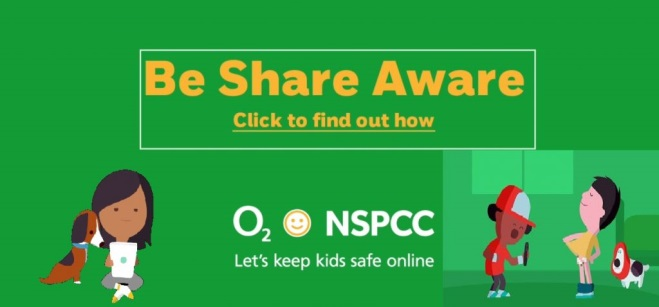 Be Share Aware
Click to find out how
O2 NSPCC
Let's keep kids safe online